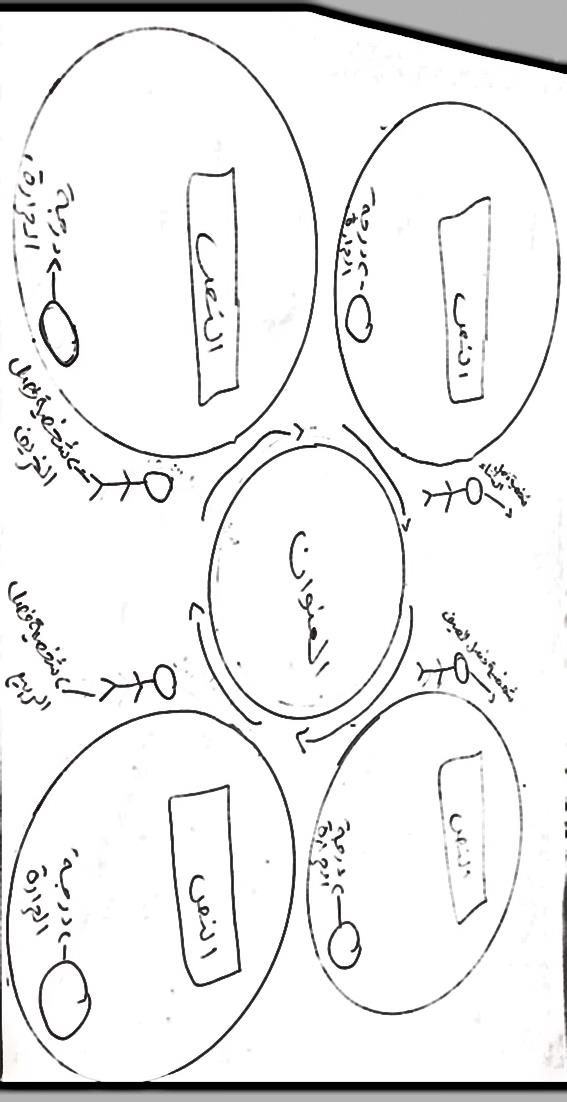 النص
درجة
الحرارة
النص
درجة
الحرارة
شخصية فصل الصيف
شخصية فصل
الشتاء
العنوان
شخصية فصل
الربيع
شخصية فصل
الخريف
النص
درجة
الحرارة
النص
درجة
الحرارة